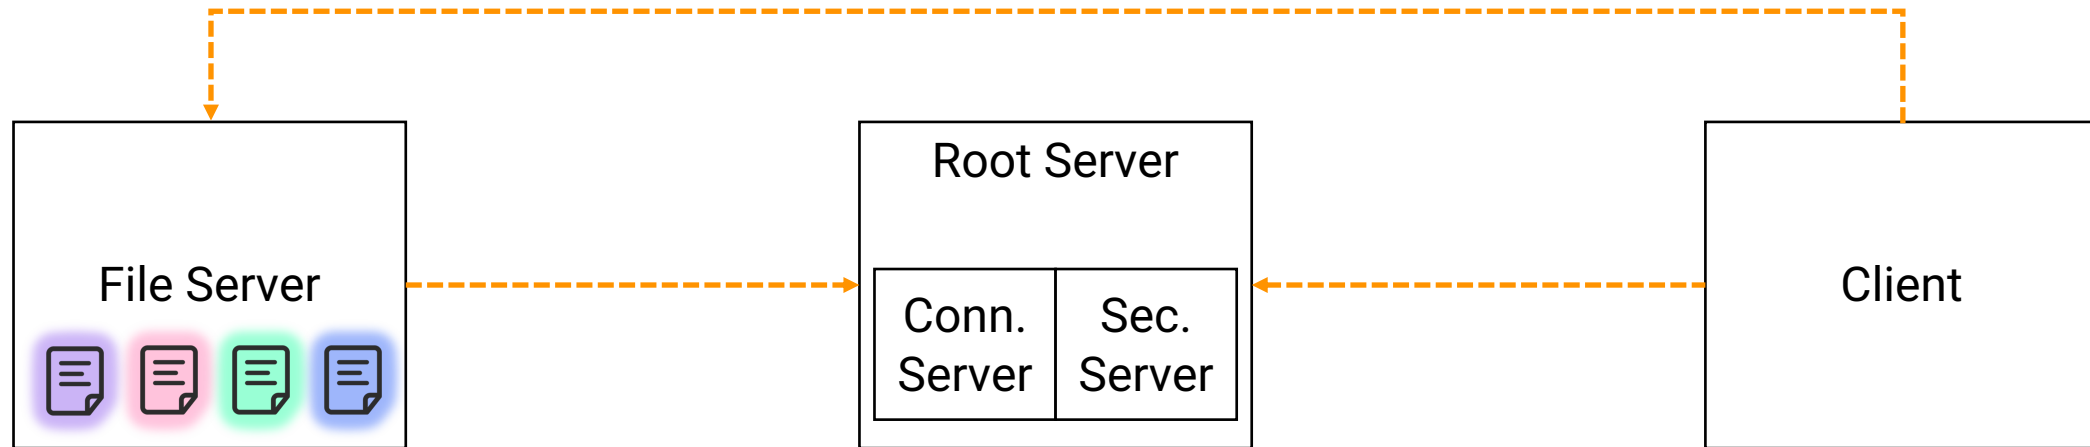 Root Server
File Server
Conn.
Server
Sec.
Server
Client